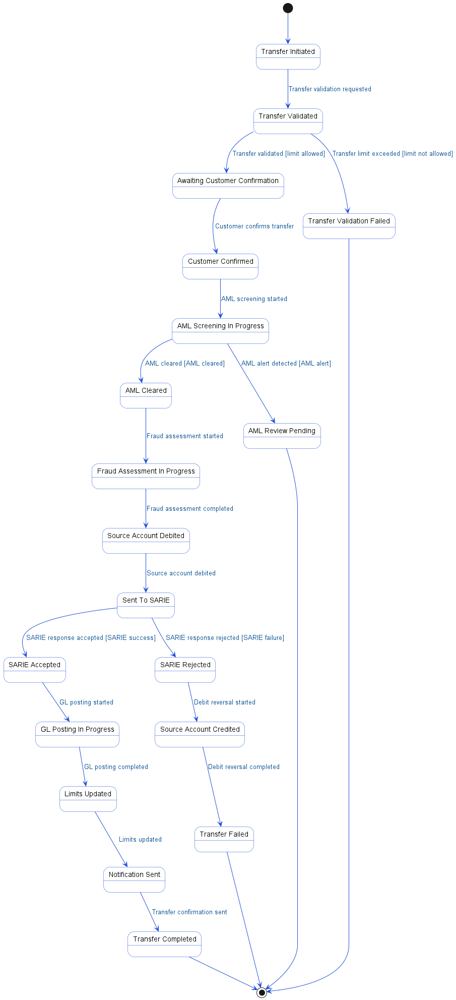 Transfer Initiated
Transfer validation requested
Transfer Validated
Transfer validated [limit allowed]
Transfer limit exceeded [limit not allowed]
Awaiting Customer Confirmation
Transfer Validation Failed
Customer confirms transfer
Customer Confirmed
AML screening started
AML Screening In Progress
AML cleared [AML cleared]
AML alert detected [AML alert]
AML Cleared
AML Review Pending
Fraud assessment started
Fraud Assessment In Progress
Fraud assessment completed
Source Account Debited
Source account debited
Sent To SARIE
SARIE response accepted [SARIE success]
SARIE response rejected [SARIE failure]
SARIE Accepted
SARIE Rejected
GL posting started
Debit reversal started
GL Posting In Progress
Source Account Credited
GL posting completed
Debit reversal completed
Limits Updated
Transfer Failed
Limits updated
Notification Sent
Transfer confirmation sent
Transfer Completed